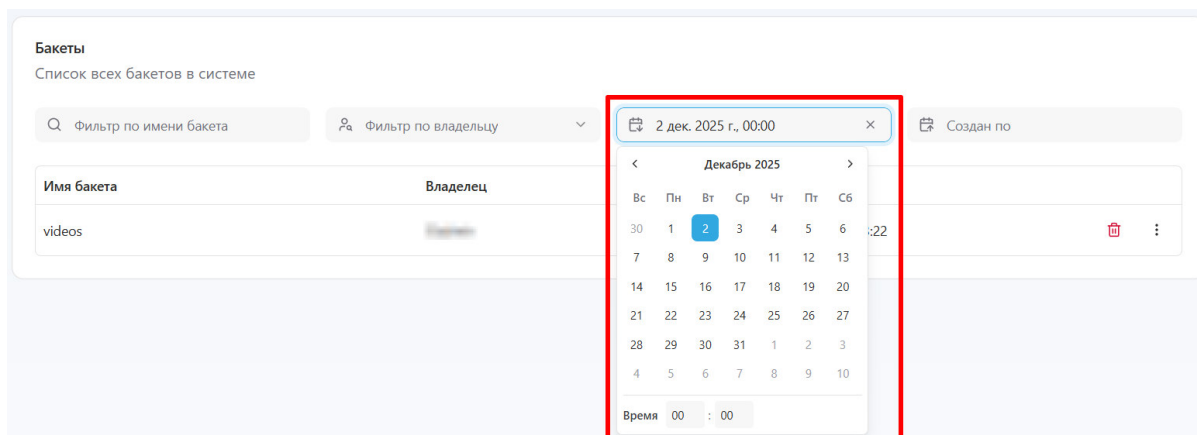 Бакеты
Список всех бакетов в системе
Фильтр по имени бакета
Фильтр по владельцу
2 дек. 2025 г., 00:00
Создан по
Имя бакета
Владелец
videos
:22
Декабрь 2025
Вс Пн Вт Ср Чт Пт Сб
30 1 2 3 4 5 6
7 8 9 10 11 12 13
14 15 16 17 18 19 20
21 22 23 24 25 26 27
28 29 30 31 1 2 3
4 5 6 7 8 9 10
Время 00 : 00